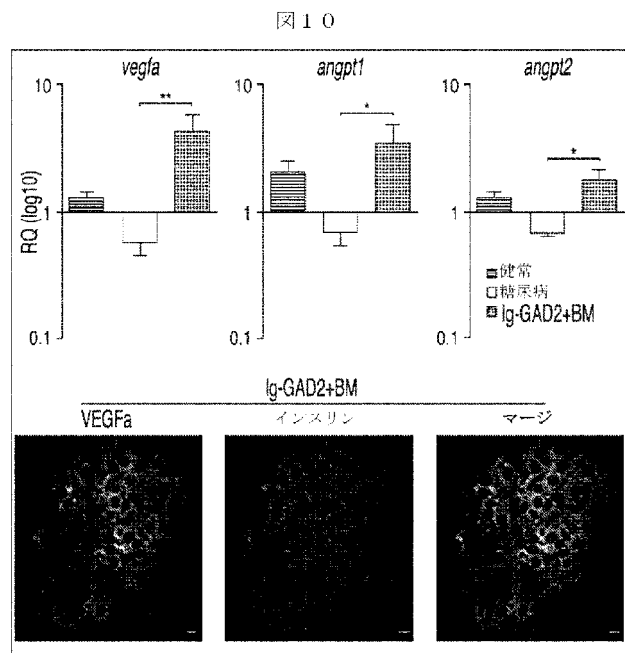 図10
vegfa angpt1 angpt2
10 10 10
** * *
1 1 1
RQ (log10)
健常
糖尿病
Ig-GAD2+BM
0.1 0.1 0.1
Ig-GAD2+BM
VEGFa インスリン マージ